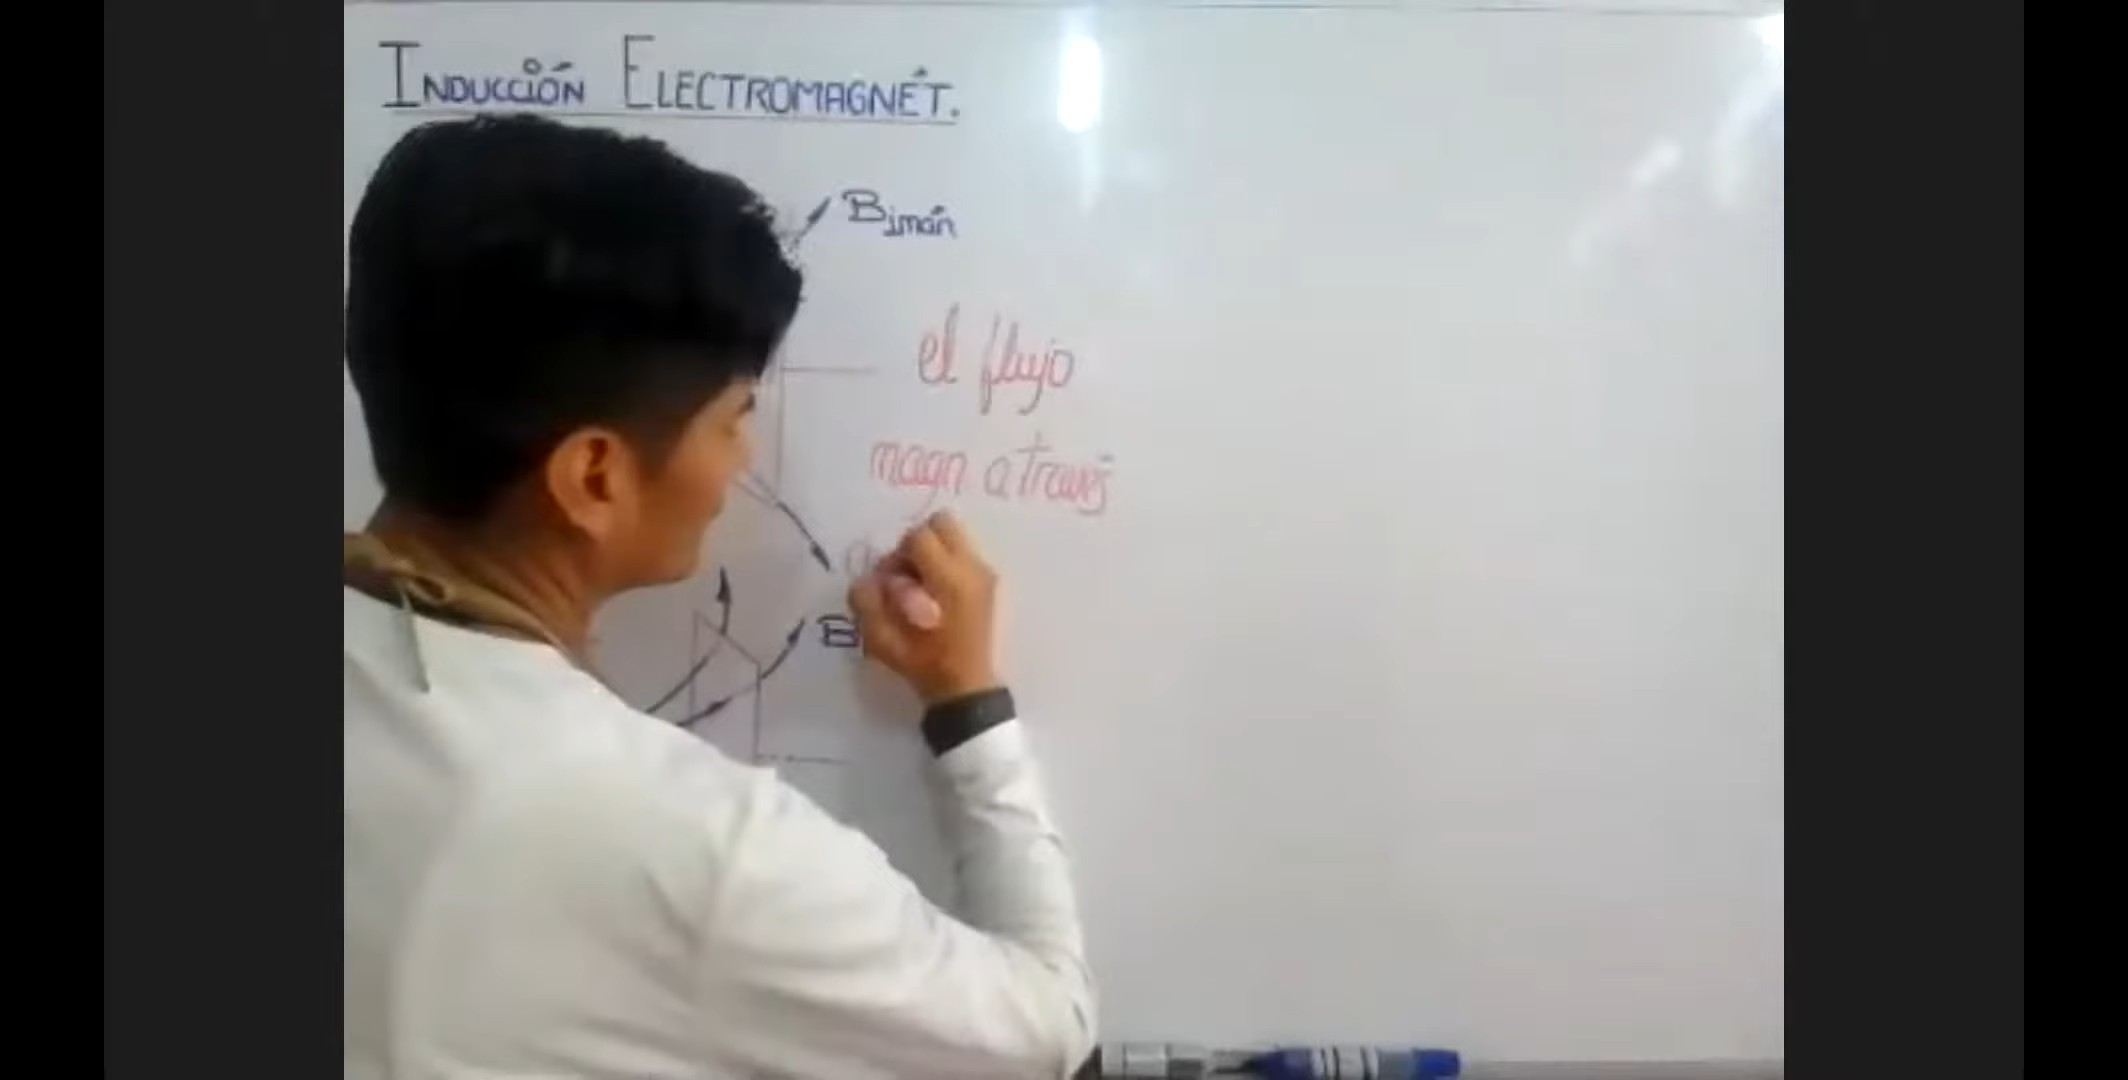 INDUCCIÓN ELECTROMAGNÉT.
Bimán
el flujo
magn a través
B